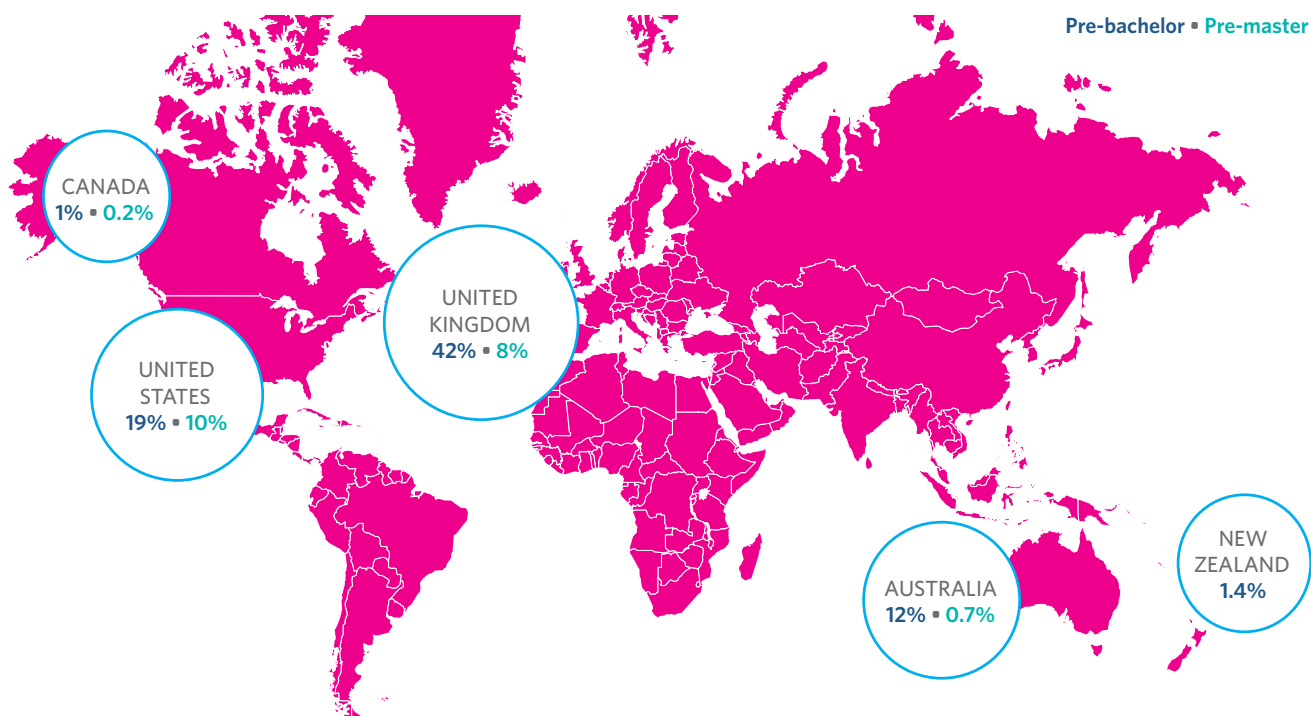 Pre-bachelor ▪ Pre-master
CANADA
1% ▪ 0.2%
UNITED
KINGDOM
42% ▪ 8%
UNITED
STATES
19% ▪ 10%
AUSTRALIA
12% ▪ 0.7%
NEW
ZEALAND
1.4%